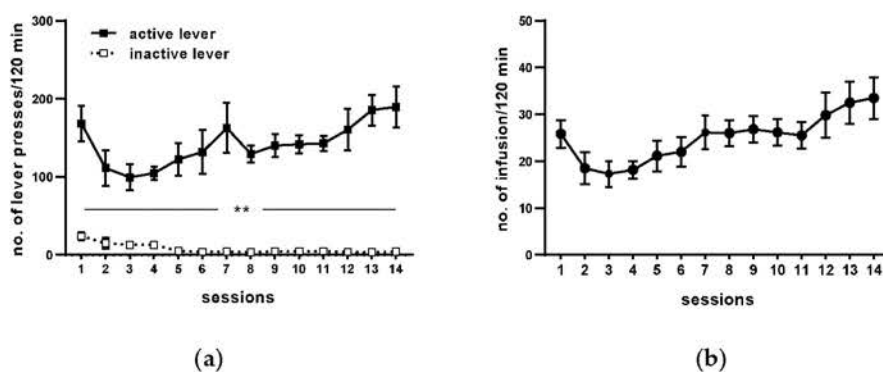 300
200
100
0
no. of lever presses/120 min
active lever
inactive lever
**
1 2 3 4 5 6 7 8 9 10 11 12 13 14
sessions
(a)
50
40
30
20
10
0
no. of infusion/120 min
1 2 3 4 5 6 7 8 9 10 11 12 13 14
sessions
(b)